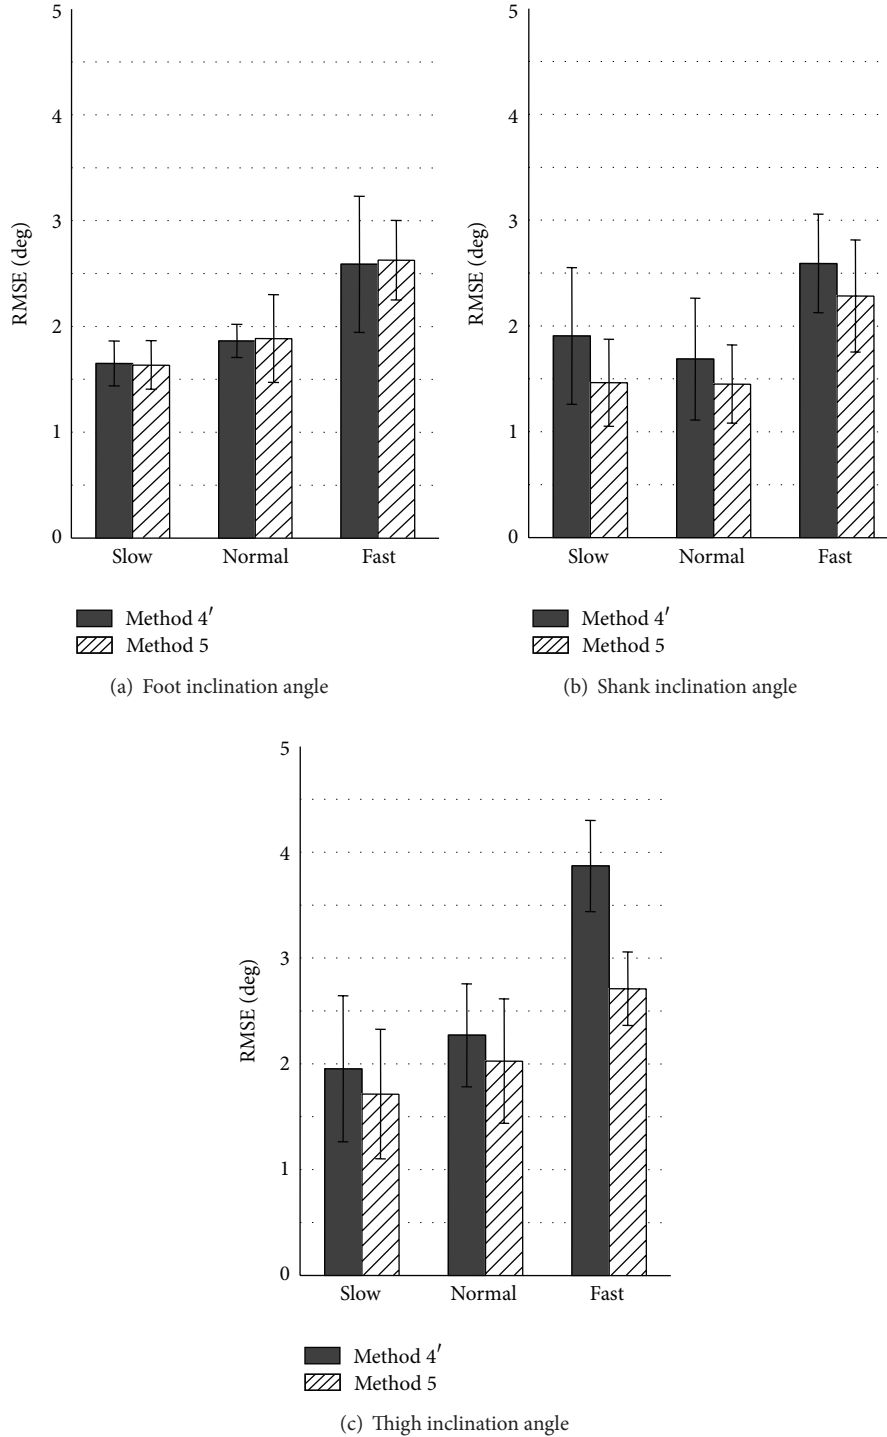 5
4
3
2
1
0
RMSE (deg)
Slow Normal Fast
Method 4′
Method 5
(a) Foot inclination angle
5
4
3
2
1
0
RMSE (deg)
Slow Normal Fast
Method 4′
Method 5
(b) Shank inclination angle
5
4
3
2
1
0
RMSE (deg)
Slow Normal Fast
Method 4′
Method 5
(c) Thigh inclination angle